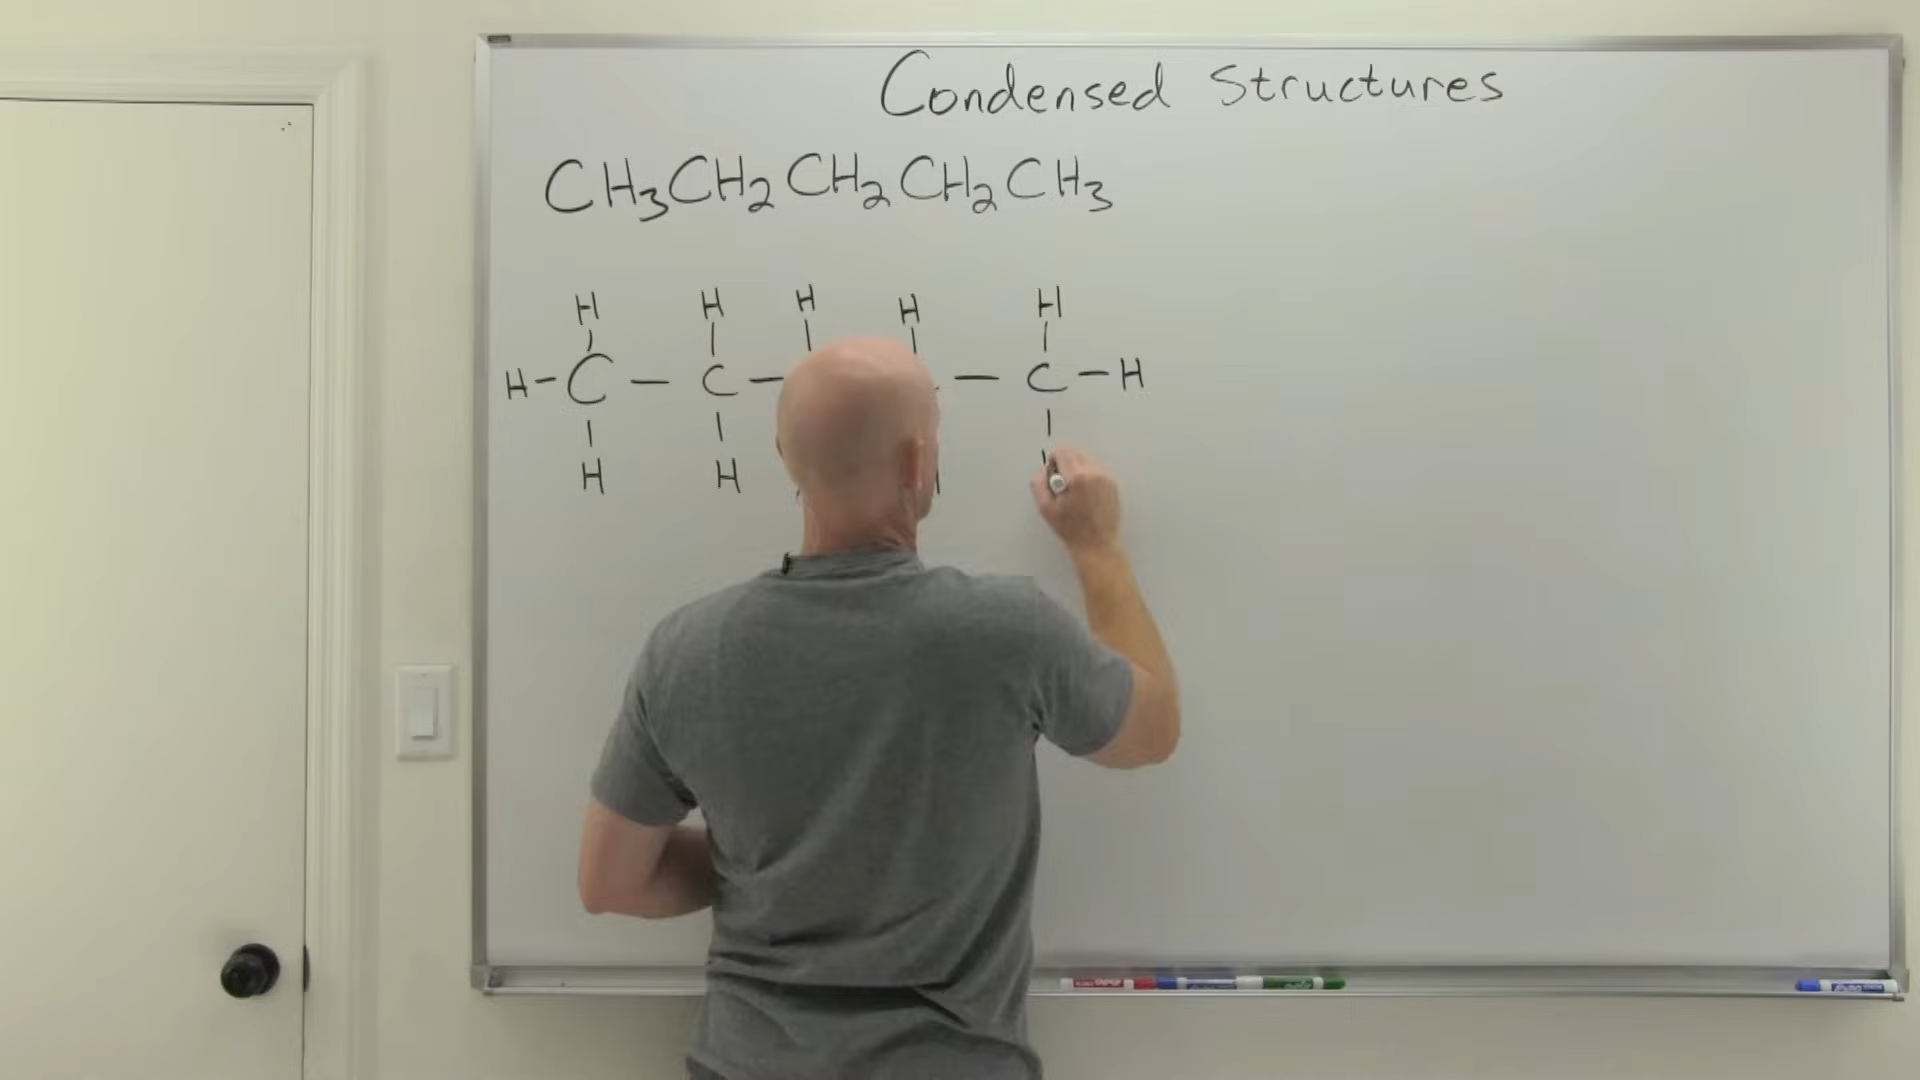 Condensed Structures
CH3CH2CH2CH2CH3
H H H H H
H-C-C- -C-H
H H